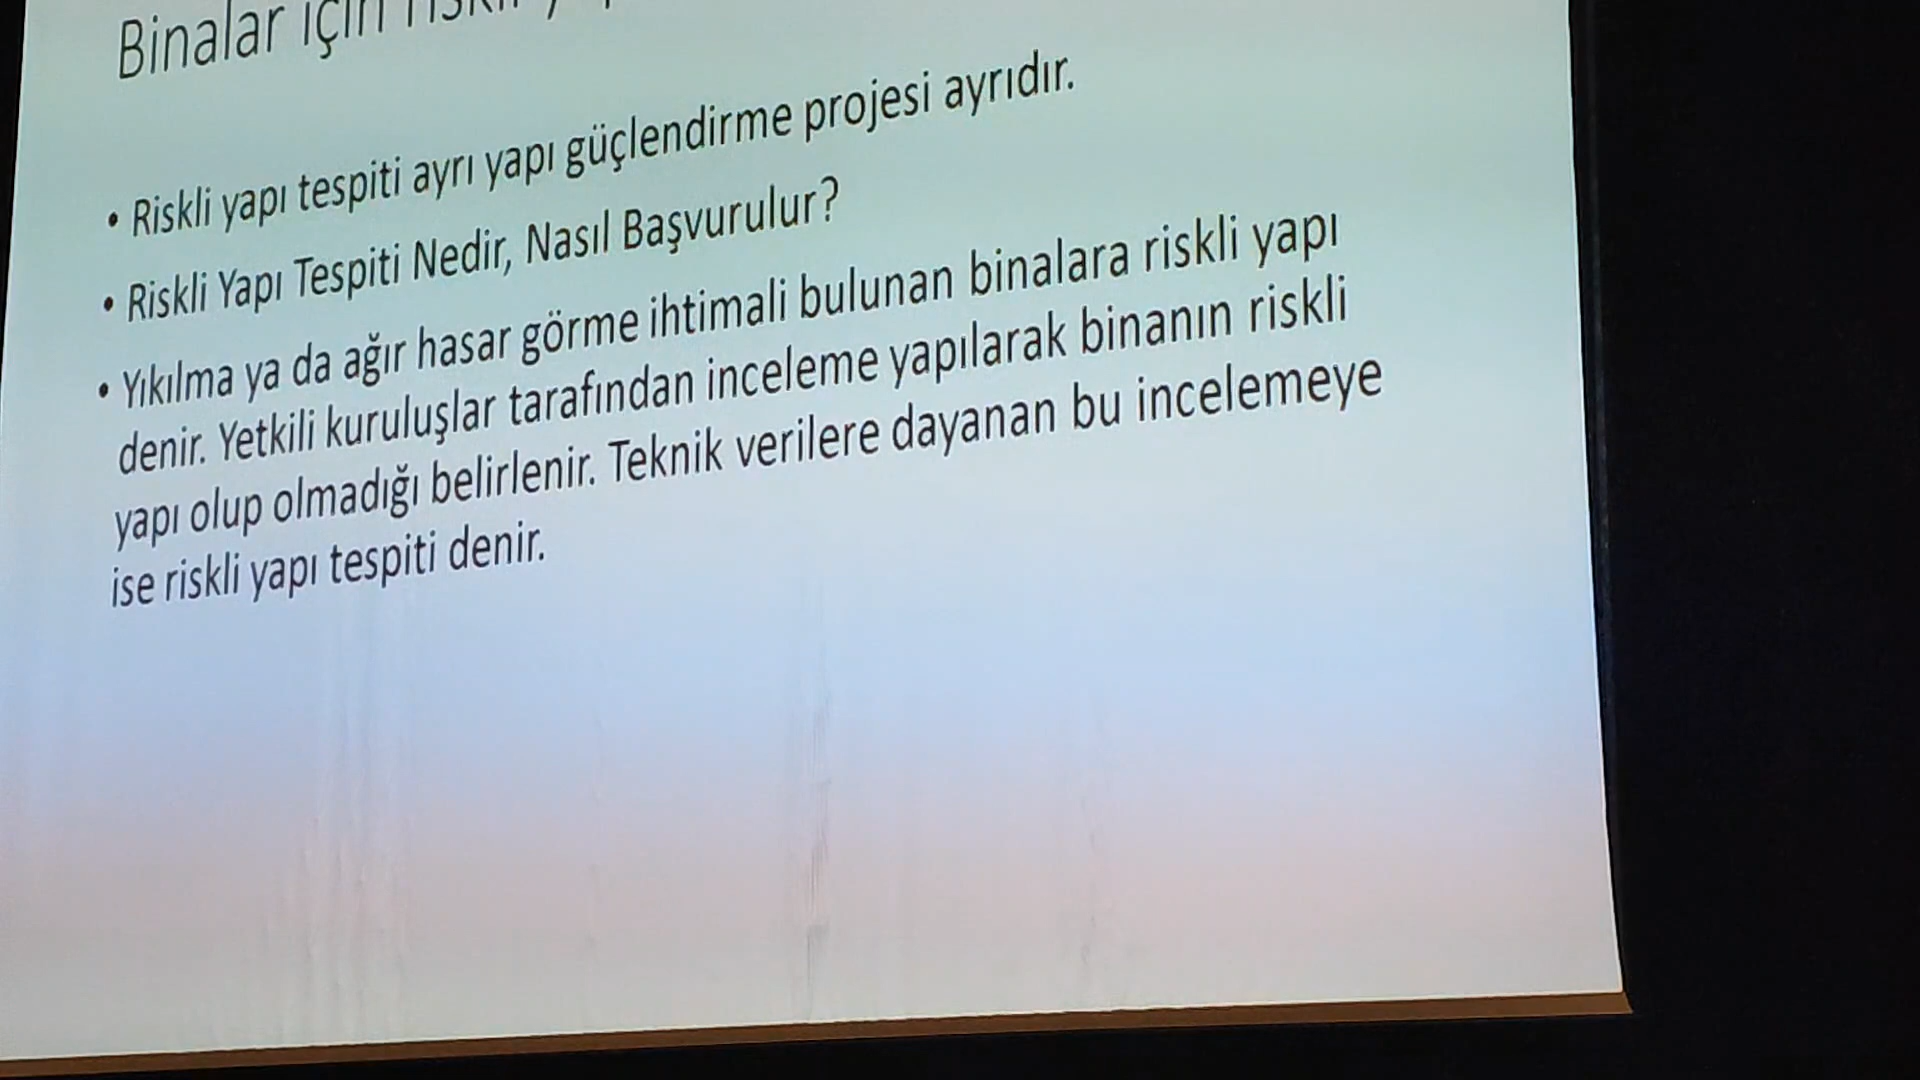 Binalar için
• Riskli yapı tespiti ayrı yapı güçlendirme projesi ayrıdır.
• Riskli Yapı Tespiti Nedir, Nasıl Başvurulur?
• Yıkılma ya da ağır hasar görme ihtimali bulunan binalara riskli yapı
denir. Yetkili kuruluşlar tarafından inceleme yapılarak binanın riskli
yapı olup olmadığı belirlenir. Teknik verilere dayanan bu incelemeye
ise riskli yapı tespiti denir.